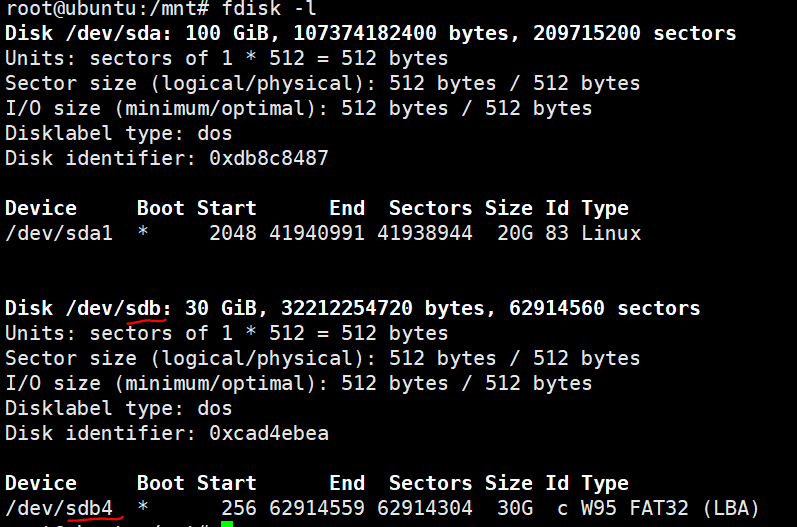 root@ubuntu:/mnt# fdisk -l
Disk /dev/sda: 100 GiB, 107374182400 bytes, 209715200 sectors
Units: sectors of 1 * 512 = 512 bytes
Sector size (logical/physical): 512 bytes / 512 bytes
I/O size (minimum/optimal): 512 bytes / 512 bytes
Disklabel type: dos
Disk identifier: 0xdb8c8487
Device     Boot Start      End  Sectors Size Id Type
/dev/sda1  *     2048 41940991 41938944  20G 83 Linux
Disk /dev/sdb: 30 GiB, 32212254720 bytes, 62914560 sectors
Units: sectors of 1 * 512 = 512 bytes
Sector size (logical/physical): 512 bytes / 512 bytes
I/O size (minimum/optimal): 512 bytes / 512 bytes
Disklabel type: dos
Disk identifier: 0xcad4ebea
Device     Boot Start      End  Sectors Size Id Type
/dev/sdb4  *      256 62914559 62914304  30G  c W95 FAT32 (LBA)